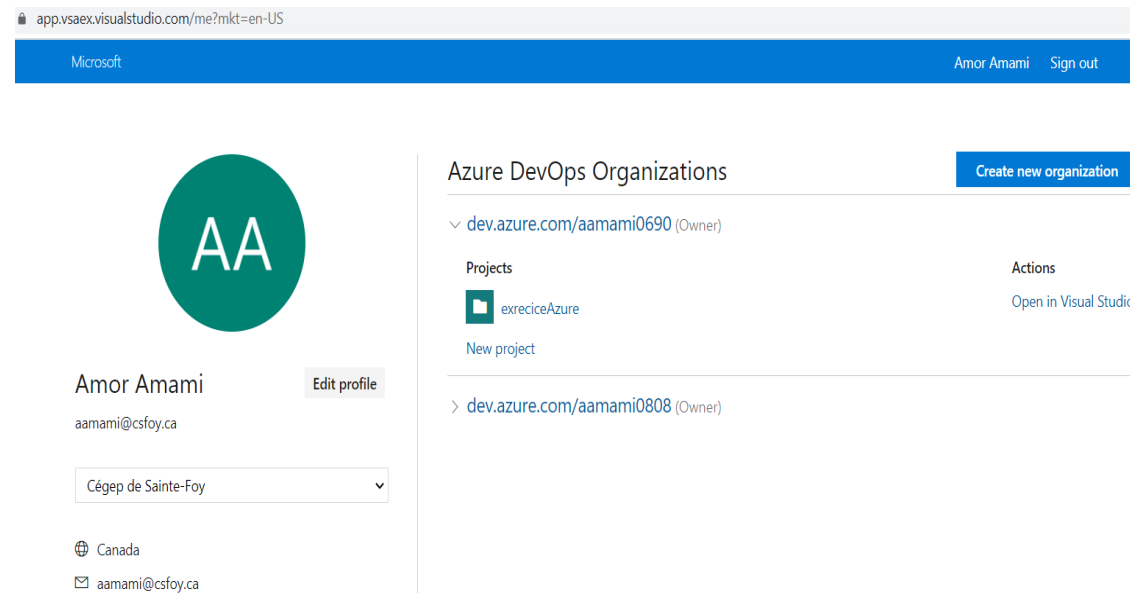 app.vsaex.visualstudio.com/me?mkt=en-US
Microsoft
Amor Amami Sign out
AA
Amor Amami
Edit profile
aamami@csfoy.ca
Cégep de Sainte-Foy
Canada
aamami@csfoy.ca
Azure DevOps Organizations
Create new organization
dev.azure.com/aamami0690 (Owner)
Projects
Actions
exreciceAzure
Open in Visual Studio
New project
dev.azure.com/aamami0808 (Owner)